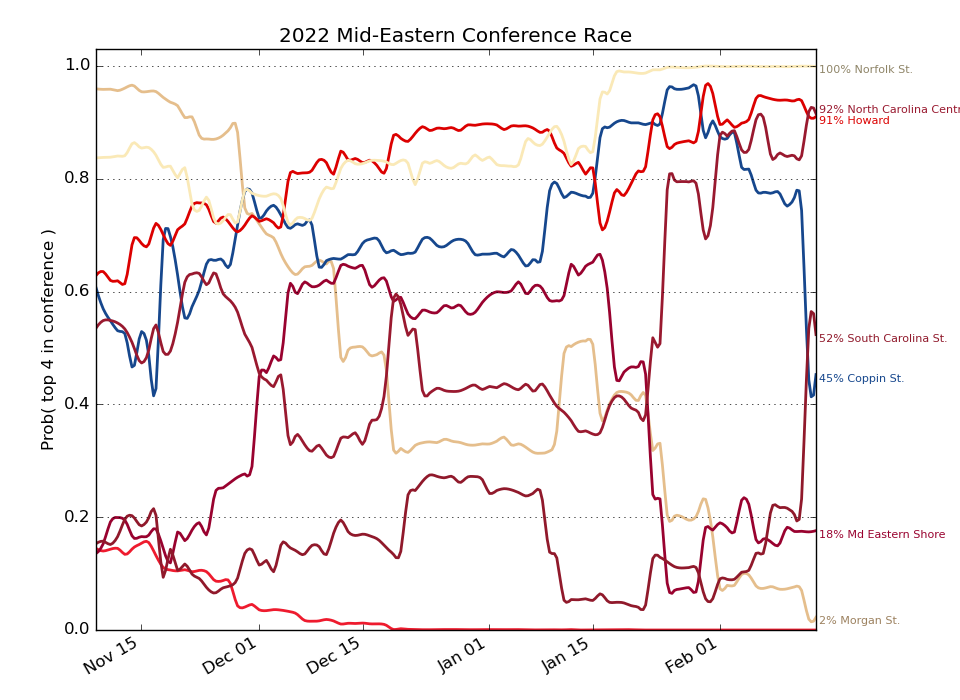 2022 Mid-Eastern Conference Race
Prob( top 4 in conference )
1.0
0.8
0.6
0.4
0.2
0.0
Nov 15
Dec 01
Dec 15
Jan 01
Jan 15
Feb 01
100% Norfolk St.
92% North Carolina Centr
91% Howard
52% South Carolina St.
45% Coppin St.
18% Md Eastern Shore
2% Morgan St.